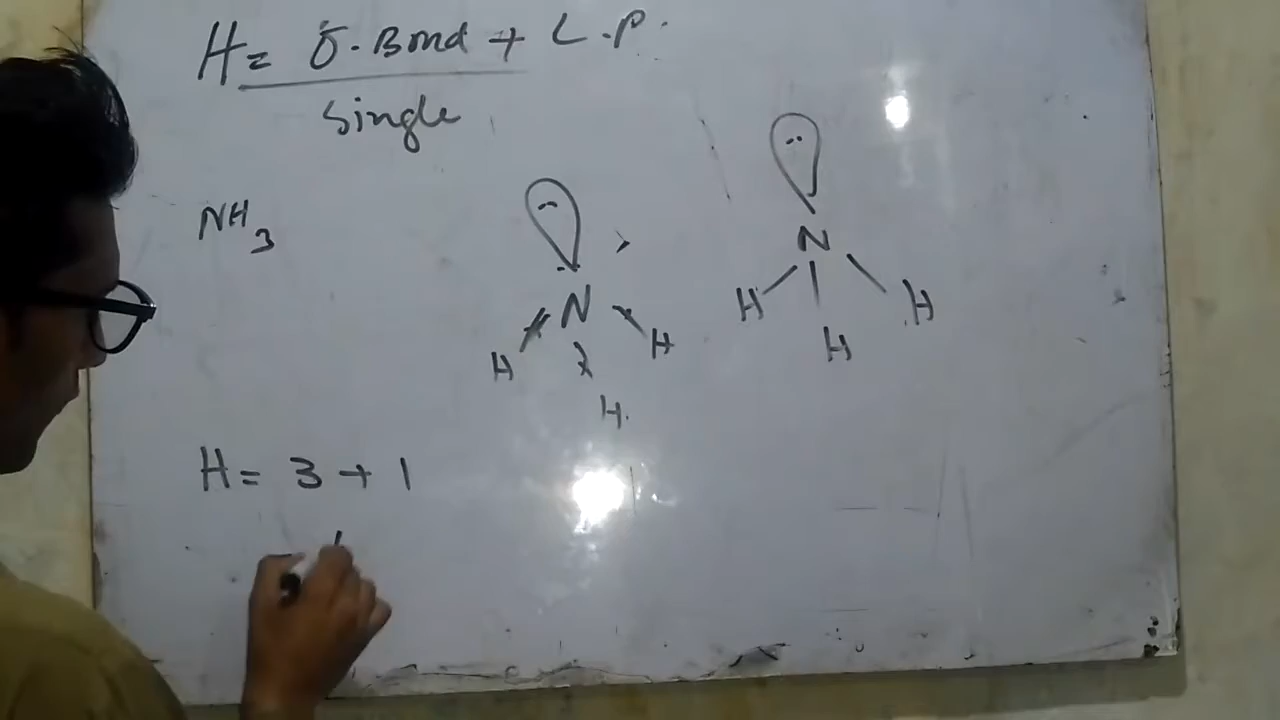 H = σ. Bond + L.P.
Single
NH3
N
H
H
H
N
H
H
H
H = 3 + 1